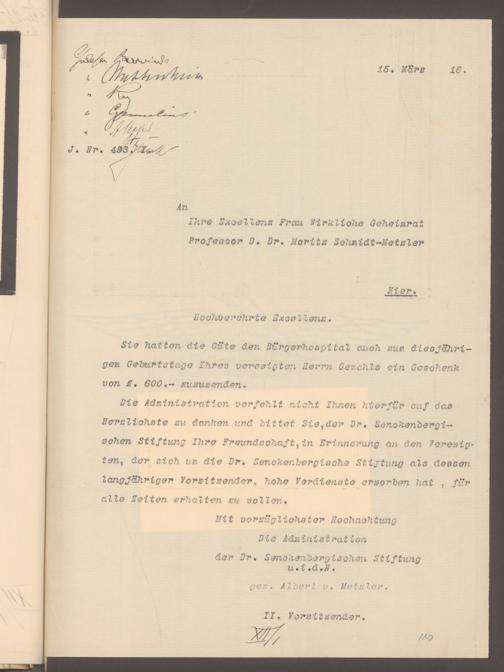 15. März 16.
J. Nr. 483.
An
Ihre Excellenz Frau Wirkliche Geheimrat
Professor D. Dr. Moritz Schmidt-Metzler
Hier.
Hochverehrte Excellenz.
Sie hatten die Güte dem Bürgerhospital auch zum diesjähri-
gen Geburtstage Ihres verewigten Herrn Gemahls ein Geschenk
von M. 600.- zuzusenden.
Die Administration verfehlt nicht Ihnen hierfür auf das
Herzlichste zu danken und bittet Sie, der Dr. Senckenbergi-
schen Stiftung Ihre Freundschaft, in Erinnerung an den Verewig-
ten, der sich um die Dr. Senckenbergische Stiftung als dessen
langjähriger Vorsitzender, hohe Verdienste erworben hat, für
alle Zeiten erhalten zu wollen.
Mit vorzüglichster Hochachtung
Die Administration
der Dr. Senckenbergischen Stiftung
u.i.d.N.
gez. Albert v. Metzler.
II. Vorsitzender.
XII/1
110